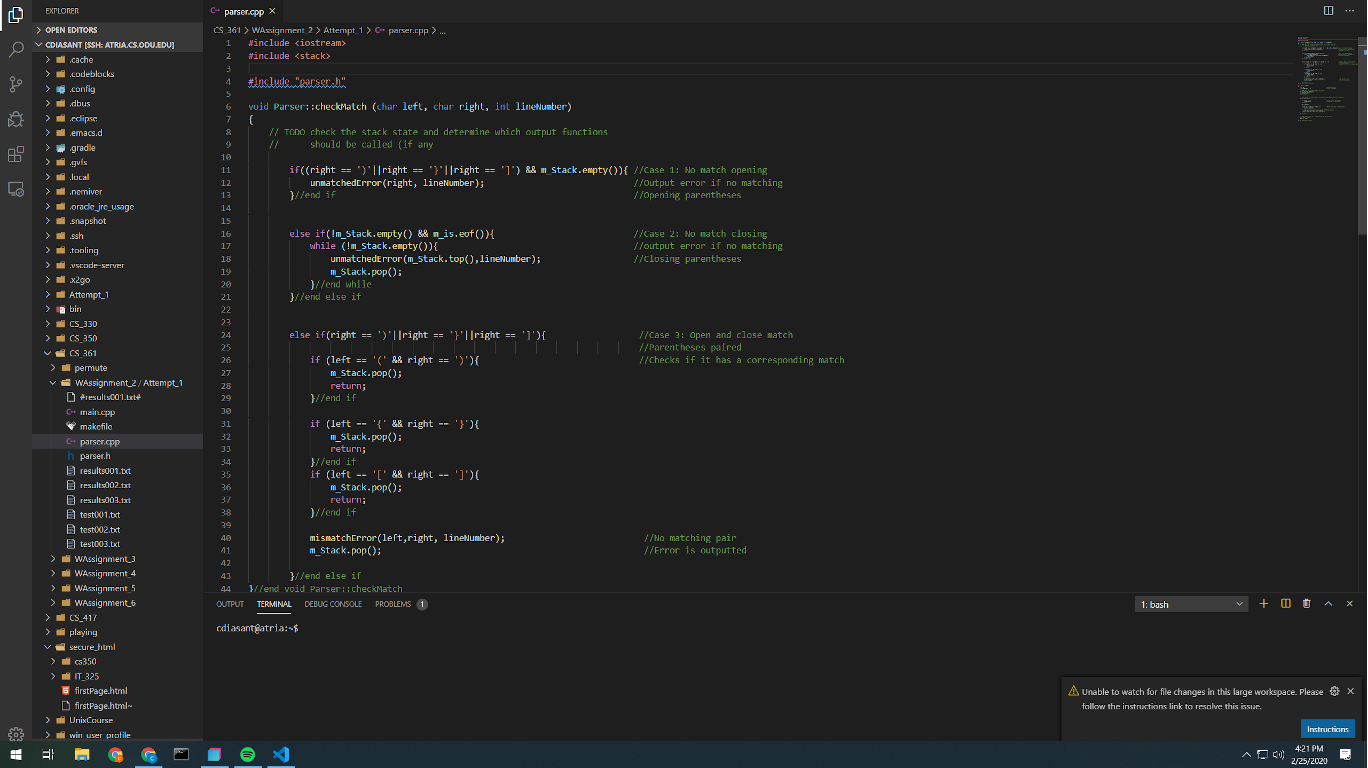 EXPLORER
OPEN EDITORS
CDIASANT [SSH: ATRIA.CS.ODU.EDU]
.cache
.codeblocks
.config
.dbus
.eclipse
.emacs.d
.gradle
.gvfs
.local
.nemiver
.oracle_jre_usage
.snapshot
.ssh
.tooling
.vscode-server
.x2go
Attempt_1
bin
CS_330
CS_350
CS_361
permute
WAssignment_2 / Attempt_1
#results001.txt#
main.cpp
makefile
parser.cpp
parser.h
results001.txt
results002.txt
results003.txt
test001.txt
test002.txt
test003.txt
WAssignment_3
WAssignment_4
WAssignment_5
WAssignment_6
CS_417
playing
secure_html
cs350
IT_325
firstPage.html
firstPage.html~
UnixCourse
win_user_profile
parser.cpp
CS_361 > WAssignment_2 > Attempt_1 > parser.cpp > ...
1 #include <iostream>
2 #include <stack>
3
4 #include "parser.h"
5
6 void Parser::checkMatch (char left, char right, int lineNumber)
7 {
8 // TODO check the stack state and determine which output functions
9 // should be called (if any
10
11 if((right == ')'||right == '}'||right == ']') && m_Stack.empty()){ //Case 1: No match opening
12 unmatchedError(right, lineNumber); //Output error if no matching
13 }//end if //Opening parentheses
14
15
16 else if(!m_Stack.empty() && m_is.eof()){ //Case 2: No match closing
17 while (!m_Stack.empty()){ //output error if no matching
18 unmatchedError(m_Stack.top(),lineNumber); //Closing parentheses
19 m_Stack.pop();
20 }//end while
21 }//end else if
22
23
24 else if(right == ')'||right == '}'||right == ']'){ //Case 3: Open and close match
25 //Parentheses paired
26 if (left == '(' && right == ')'){ //Checks if it has a corresponding match
27 m_Stack.pop();
28 return;
29 }//end if
30
31 if (left == '{' && right == '}'){
32 m_Stack.pop();
33 return;
34 }//end if
35 if (left == '[' && right == ']'){
36 m_Stack.pop();
37 return;
38 }//end if
39
40 mismatchError(left,right, lineNumber); //No matching pair
41 m_Stack.pop(); //Error is outputted
42
43 }//end else if
44 }//end void Parser::checkMatch
OUTPUT TERMINAL DEBUG CONSOLE PROBLEMS 1
1: bash
cdiasant@atria:~$
Unable to watch for file changes in this large workspace. Please
follow the instructions link to resolve this issue.
Instructions
4:21 PM
2/25/2020